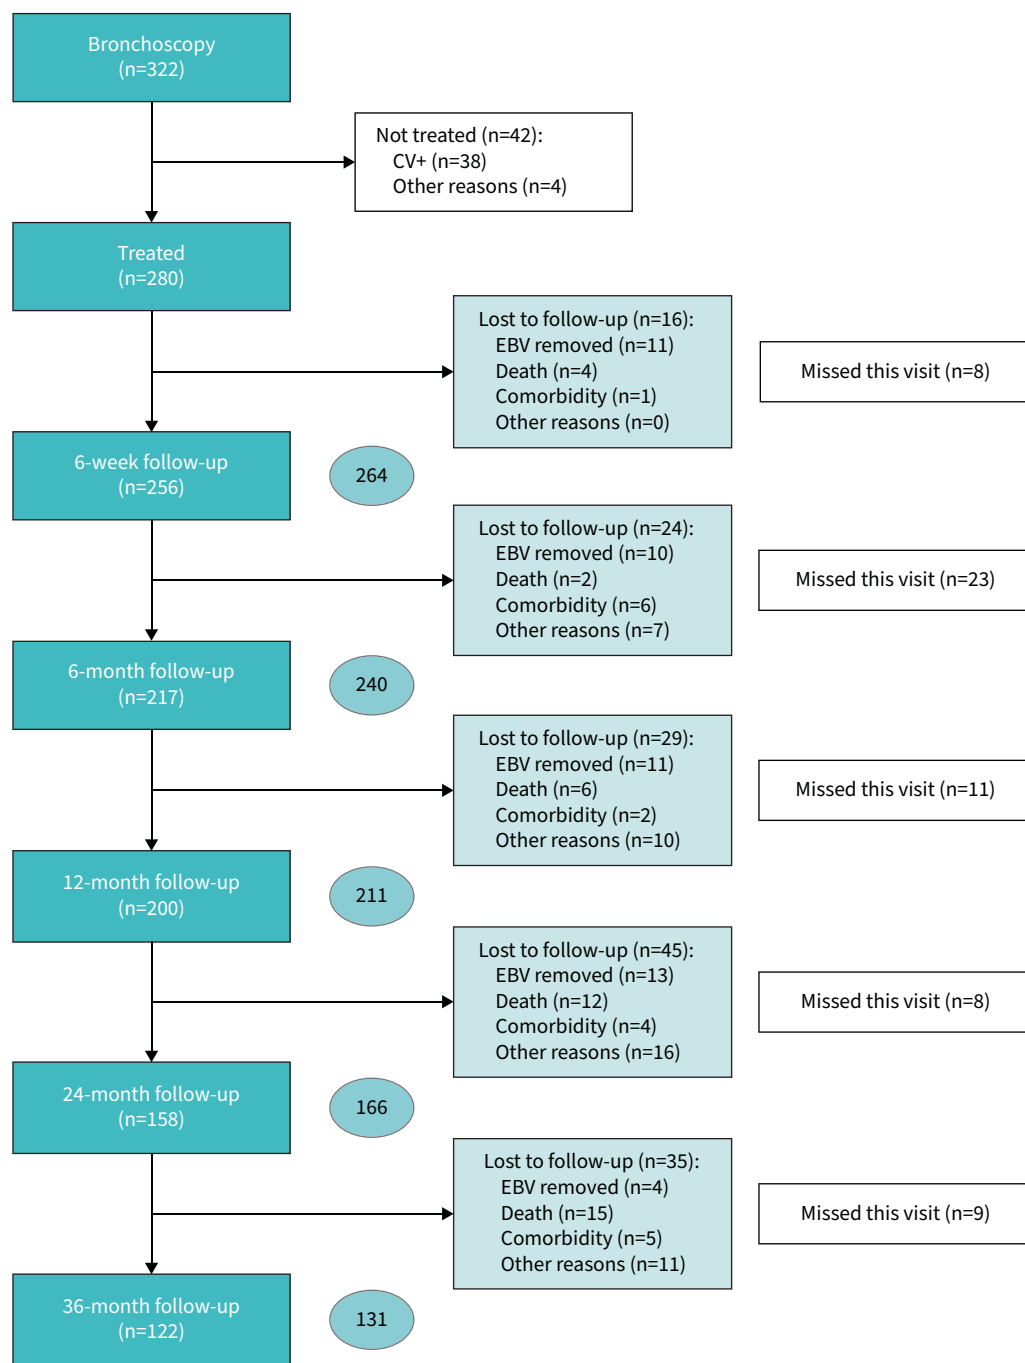 Bronchoscopy
(n=322)
Not treated (n=42):
CV+ (n=38)
Other reasons (n=4)
Treated
(n=280)
Lost to follow-up (n=16):
EBV removed (n=11)
Death (n=4)
Comorbidity (n=1)
Other reasons (n=0)
Missed this visit (n=8)
6-week follow-up
(n=256)
264
Lost to follow-up (n=24):
EBV removed (n=10)
Death (n=2)
Comorbidity (n=6)
Other reasons (n=7)
Missed this visit (n=23)
6-month follow-up
(n=217)
240
Lost to follow-up (n=29):
EBV removed (n=11)
Death (n=6)
Comorbidity (n=2)
Other reasons (n=10)
Missed this visit (n=11)
12-month follow-up
(n=200)
211
Lost to follow-up (n=45):
EBV removed (n=13)
Death (n=12)
Comorbidity (n=4)
Other reasons (n=16)
Missed this visit (n=8)
24-month follow-up
(n=158)
166
Lost to follow-up (n=35):
EBV removed (n=4)
Death (n=15)
Comorbidity (n=5)
Other reasons (n=11)
Missed this visit (n=9)
36-month follow-up
(n=122)
131